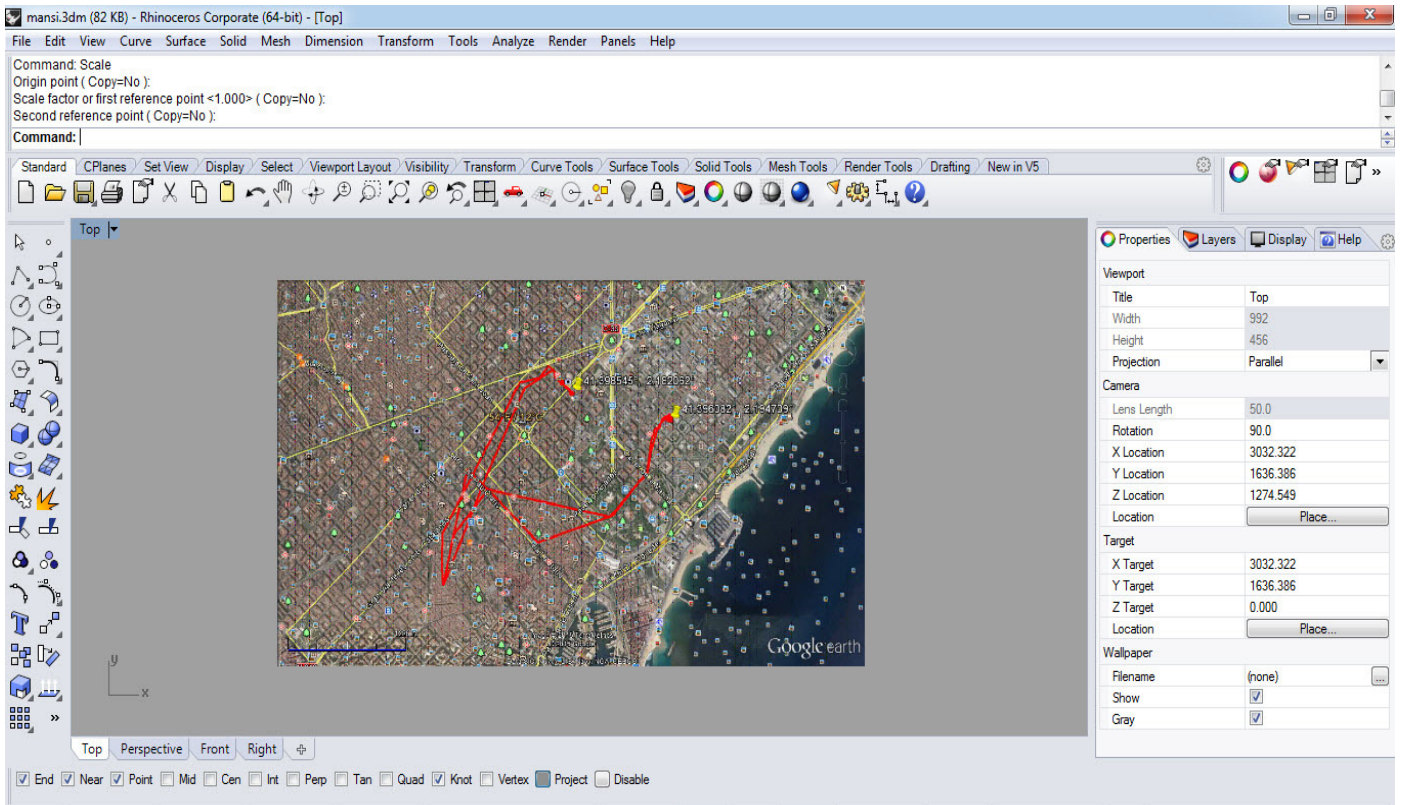 mansi.3dm (82 KB) - Rhinoceros Corporate (64-bit) - [Top]
File Edit View Curve Surface Solid Mesh Dimension Transform Tools Analyze Render Panels Help
Command: Scale
Origin point ( Copy=No ):
Scale factor or first reference point <1.000> ( Copy=No ):
Second reference point ( Copy=No ):
Command:
Standard CPlanes Set View Display Select Viewport Layout Visibility Transform Curve Tools Surface Tools Solid Tools Mesh Tools Render Tools Drafting New in V5
Top
Properties Layers Display Help
Viewport
Title Top
Width 992
Height 456
Projection Parallel
Camera
Lens Length 50.0
Rotation 90.0
X Location 3032.322
Y Location 1636.386
Z Location 1274.549
Location Place...
Target
X Target 3032.322
Y Target 1636.386
Z Target 0.000
Location Place...
Wallpaper
Filename (none) ...
Show
Gray
Google earth
y
x
Top Perspective Front Right
End Near Point Mid Cen Int Perp Tan Quad Knot Vertex Project Disable